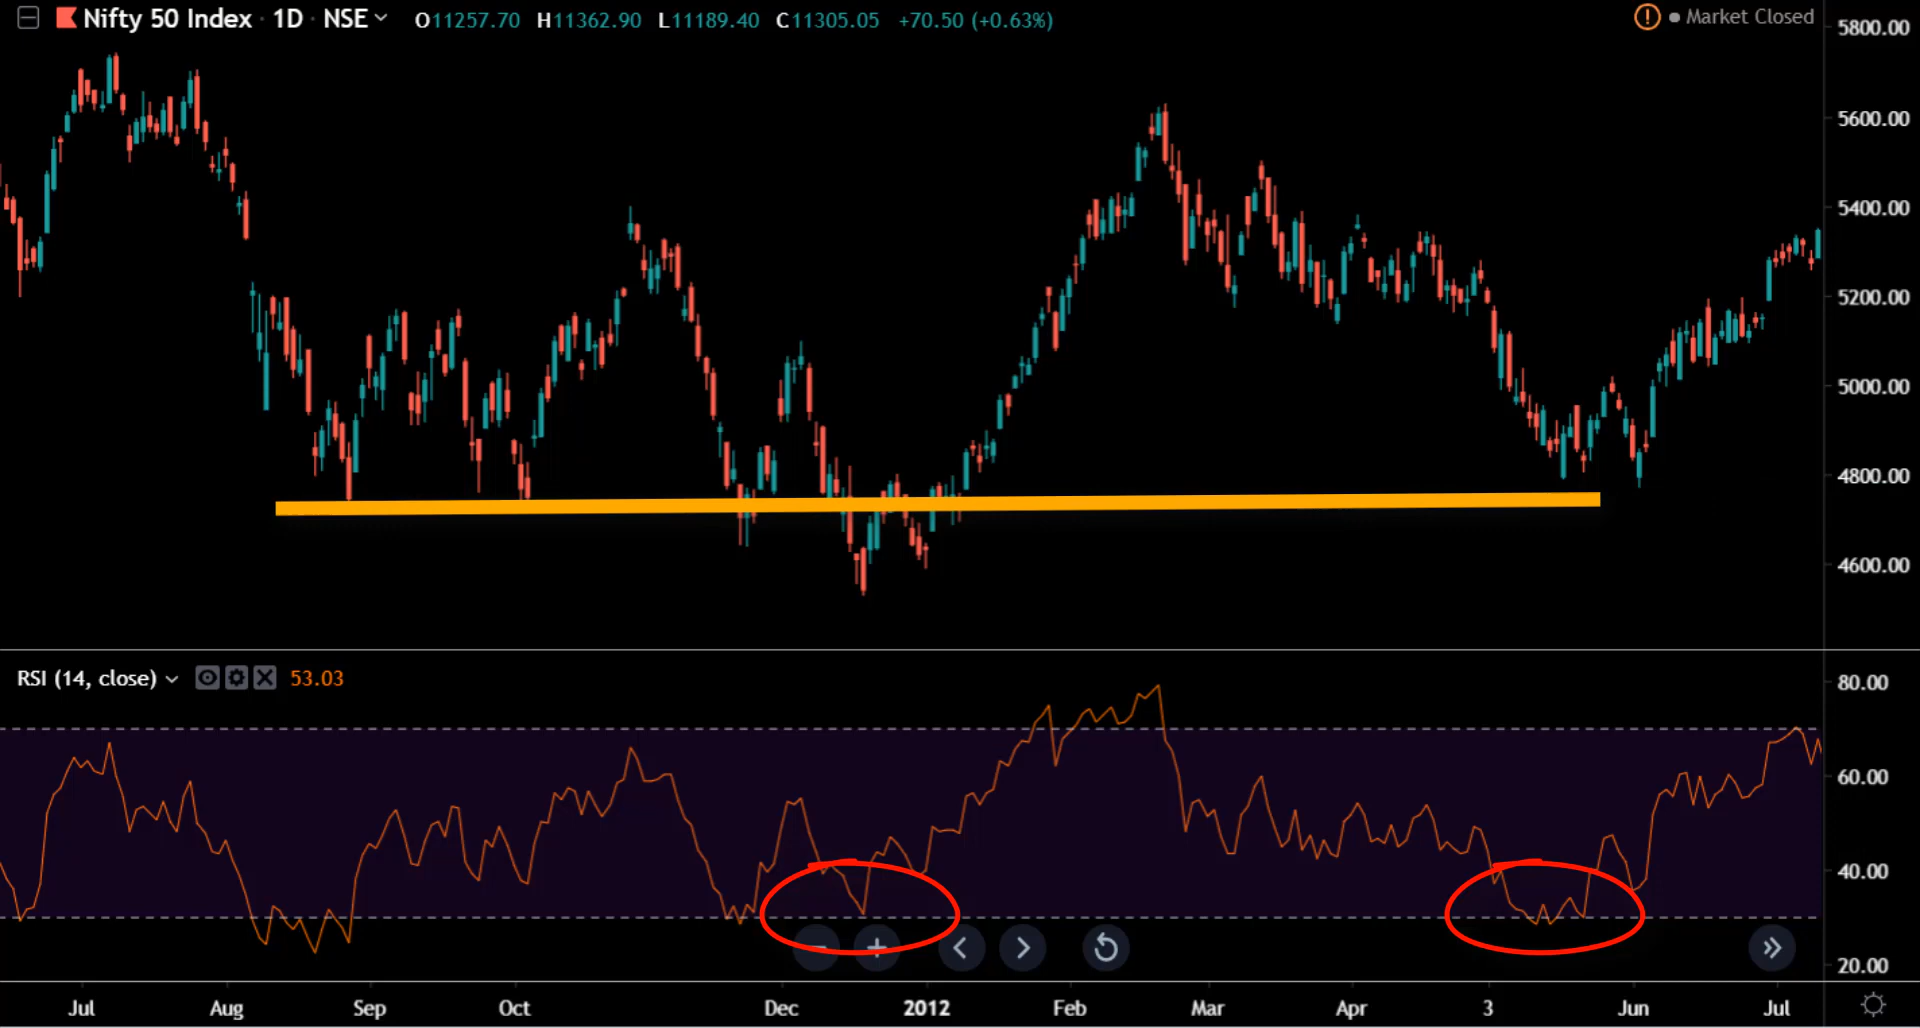 Nifty 50 Index · 1D · NSE O11257.70 H11362.90 L11189.40 C11305.05 +70.50 (+0.63%)
! Market Closed
5800.00
5600.00
5400.00
5200.00
5000.00
4800.00
4600.00
RSI (14, close) 53.03
80.00
60.00
40.00
20.00
Jul Aug Sep Oct Dec 2012 Feb Mar Apr 3 Jun Jul